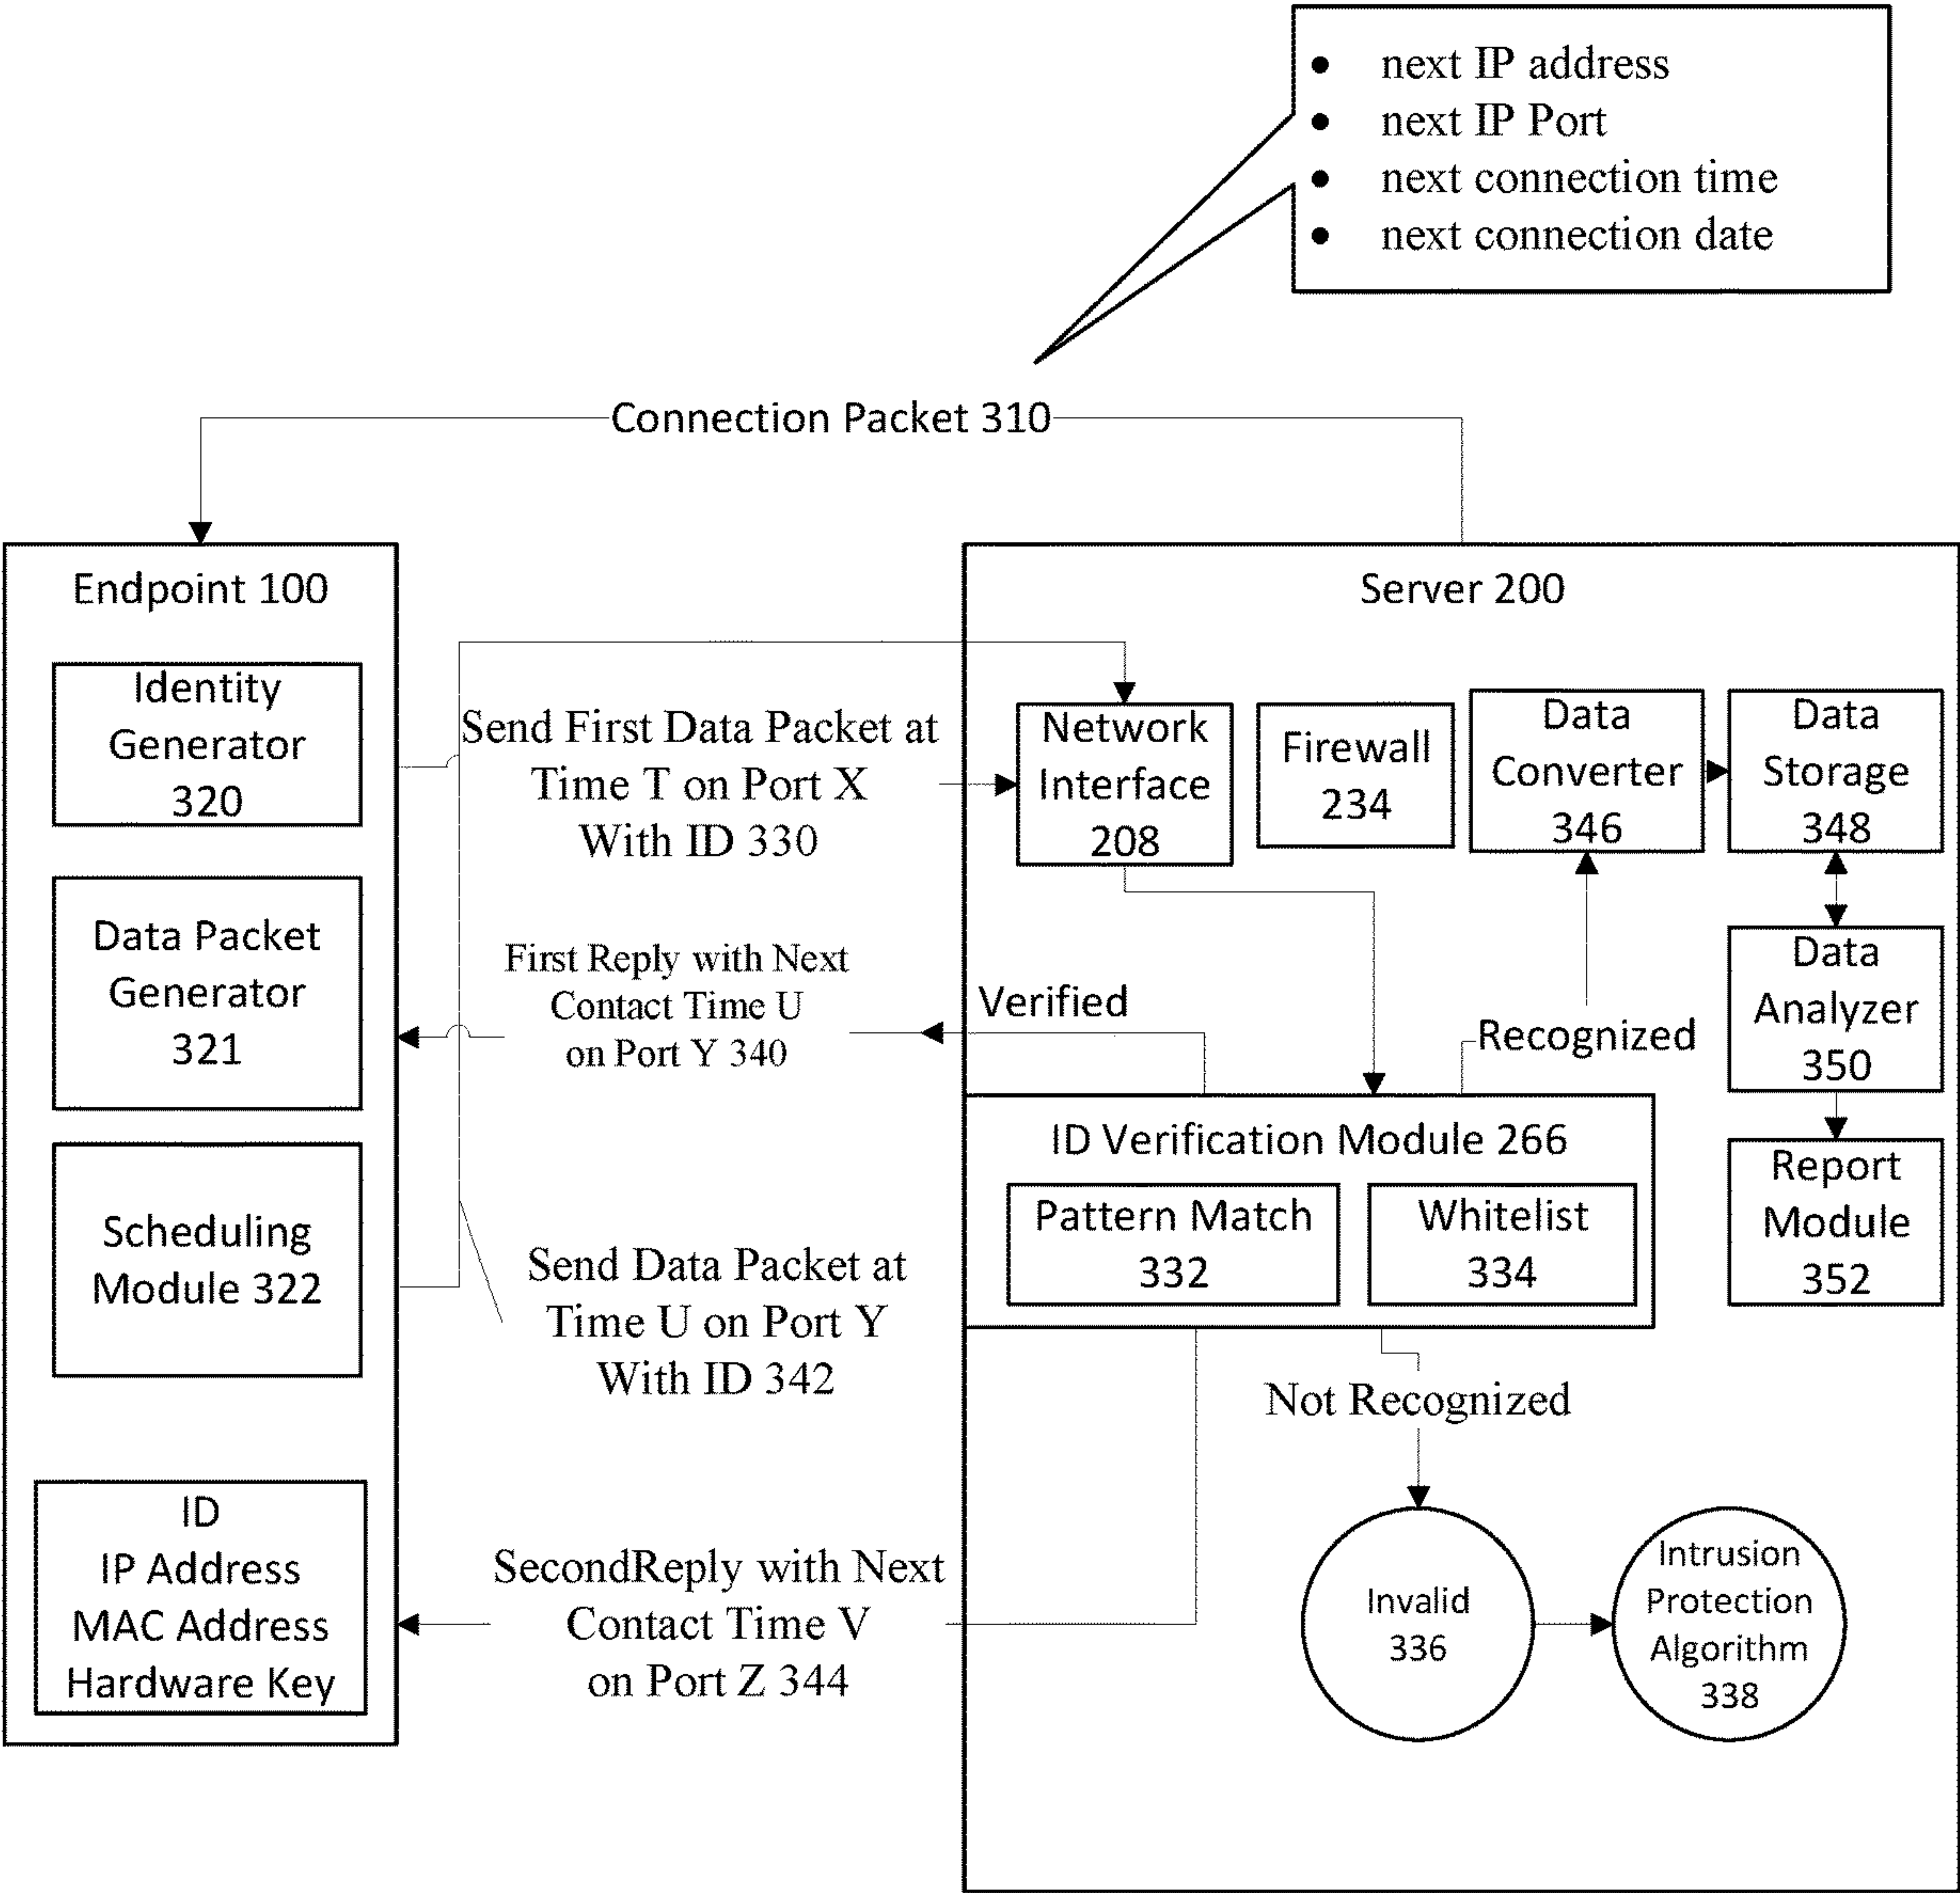 • next IP address
• next IP Port
• next connection time
• next connection date
Connection Packet 310
Endpoint 100
Identity
Generator
320
Data Packet
Generator
321
Scheduling
Module 322
ID
IP Address
MAC Address
Hardware Key
Send First Data Packet at
Time T on Port X
With ID 330
First Reply with Next
Contact Time U
on Port Y 340
Send Data Packet at
Time U on Port Y
With ID 342
SecondReply with Next
Contact Time V
on Port Z 344
Server 200
Network
Interface
208
Firewall
234
Data
Converter
346
Data
Storage
348
Verified
Recognized
Data
Analyzer
350
ID Verification Module 266
Pattern Match
332
Whitelist
334
Report
Module
352
Not Recognized
Invalid
336
Intrusion
Protection
Algorithm
338